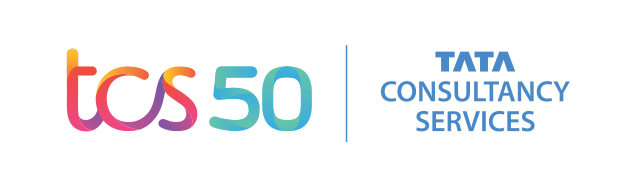 tcs 50
TATA
CONSULTANCY
SERVICES